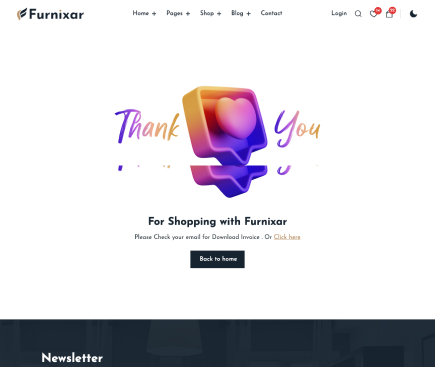 Furnixar
Home + Pages + Shop + Blog + Contact
Login
Thank You
For Shopping with Furnixar
Please Check your email for Download Invoice . Or Click here
Back to home
Newsletter